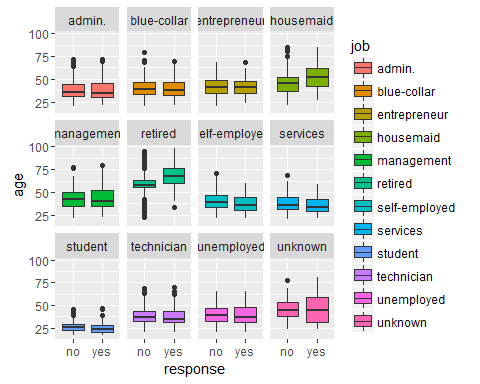 admin. blue-collar entrepreneur housemaid
100
75
50
25
management retired elf-employe services
100
75
50
25
student technician unemployed unknown
100
75
50
25
no yes no yes no yes no yes
age
response
job
admin.
blue-collar
entrepreneur
housemaid
management
retired
self-employed
services
student
technician
unemployed
unknown